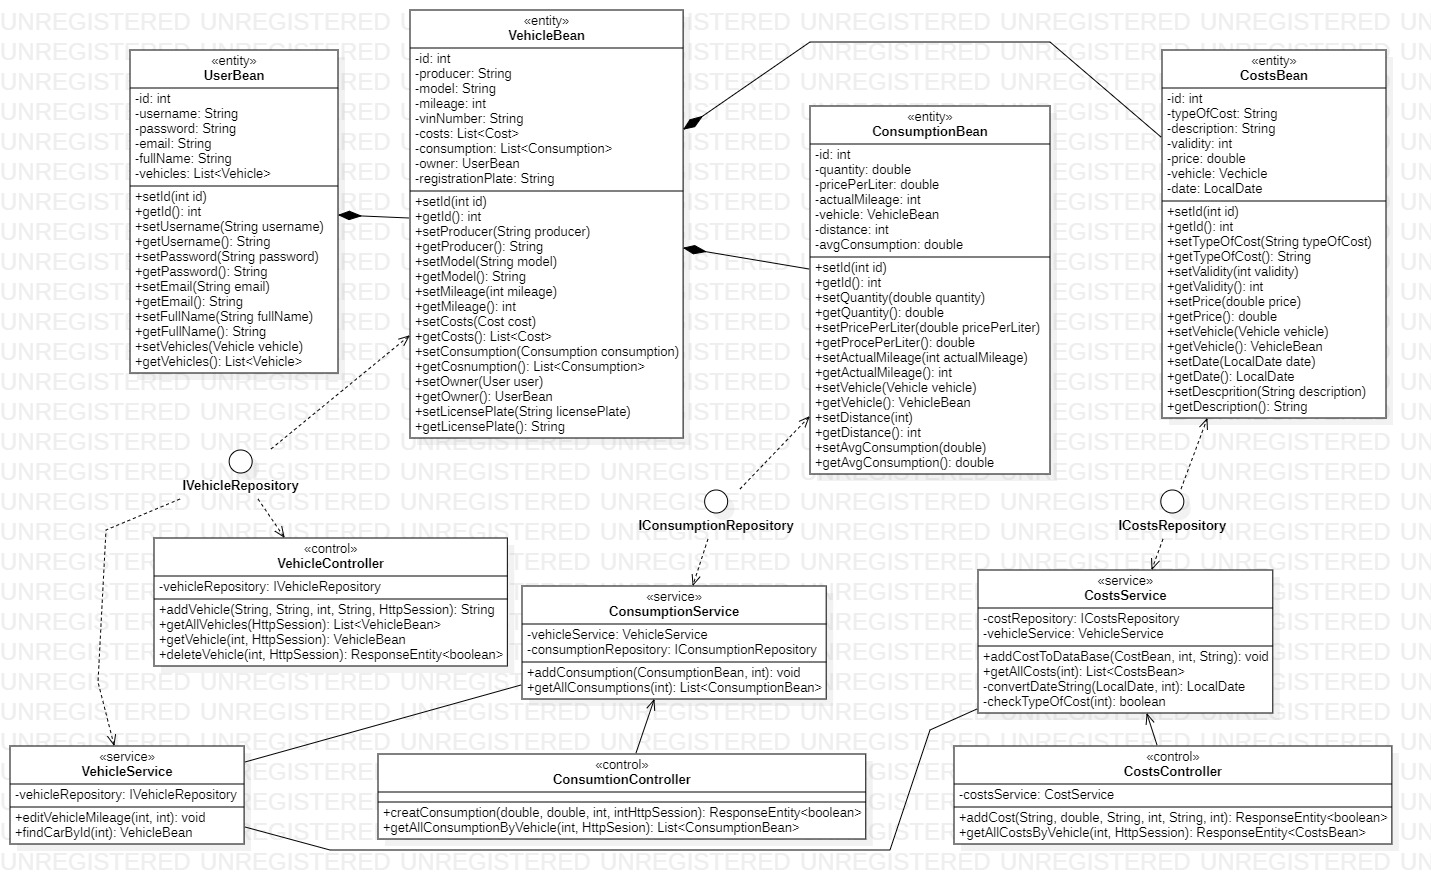 «entity»
UserBean
-id: int
-username: String
-password: String
-email: String
-fullName: String
-vehicles: List<Vehicle>
+setId(int id)
+getId(): int
+setUsername(String username)
+getUsername(): String
+setPassword(String password)
+getPassword(): String
+setEmail(String email)
+getEmail(): String
+setFullName(String fullName)
+getFullName(): String
+setVehicles(Vehicle vehicle)
+getVehicles(): List<Vehicle>
«entity»
VehicleBean
-id: int
-producer: String
-model: String
-mileage: int
-vinNumber: String
-costs: List<Cost>
-consumption: List<Consumption>
-owner: UserBean
-registrationPlate: String
+setId(int id)
+getId(): int
+setProducer(String producer)
+getProducer(): String
+setModel(String model)
+getModel(): String
+setMileage(int mileage)
+getMileage(): int
+setCosts(Cost cost)
+getCosts(): List<Cost>
+setConsumption(Consumption consumption)
+getCosnumption(): List<Consumption>
+setOwner(User user)
+getOwner(): UserBean
+setLicensePlate(String licensePlate)
+getLicensePlate(): String
«entity»
ConsumptionBean
-id: int
-quantity: double
-pricePerLiter: double
-actualMileage: int
-vehicle: VehicleBean
-distance: int
-avgConsumption: double
+setId(int id)
+getId(): int
+setQuantity(double quantity)
+getQuantity(): double
+setPricePerLiter(double pricePerLiter)
+getProcePerLiter(): double
+setActualMileage(int actualMileage)
+getActualMileage(): int
+setVehicle(Vehicle vehicle)
+getVehicle(): VehicleBean
+setDistance(int)
+getDistance(): int
+setAvgConsumption(double)
+getAvgConsumption(): double
«entity»
CostsBean
-id: int
-typeOfCost: String
-description: String
-validity: int
-price: double
-vehicle: Vechicle
-date: LocalDate
+setId(int id)
+getId(): int
+setTypeOfCost(String typeOfCost)
+getTypeOfCost(): String
+setValidity(int validity)
+getValidity(): int
+setPrice(double price)
+getPrice(): double
+setVehicle(Vehicle vehicle)
+getVehicle(): VehicleBean
+setDate(LocalDate date)
+getDate(): LocalDate
+setDescprition(String description)
+getDescription(): String
IVehicleRepository
IConsumptionRepository
ICostsRepository
«control»
VehicleController
-vehicleRepository: IVehicleRepository
+addVehicle(String, String, int, String, HttpSession): String
+getAllVehicles(HttpSession): List<VehicleBean>
+getVehicle(int, HttpSession): VehicleBean
+deleteVehicle(int, HttpSession): ResponseEntity<boolean>
«service»
ConsumptionService
-vehicleService: VehicleService
-consumptionRepository: IConsumptionRepository
+addConsumption(ConsumptionBean, int): void
+getAllConsumptions(int): List<ConsumptionBean>
«service»
CostsService
-costRepository: ICostsRepository
-vehicleService: VehicleService
+addCostToDataBase(CostBean, int, String): void
+getAllCosts(int): List<CostsBean>
-convertDateString(LocalDate, int): LocalDate
-checkTypeOfCost(int): boolean
«service»
VehicleService
-vehicleRepository: IVehicleRepository
+editVehicleMileage(int, int): void
+findCarById(int): VehicleBean
«control»
ConsumtionController
+creatConsumption(double, double, int, intHttpSession): ResponseEntity<boolean>
+getAllConsumptionByVehicle(int, HttpSesion): List<ConsumptionBean>
«control»
CostsController
-costsService: CostService
+addCost(String, double, String, int, String, int): ResponseEntity<boolean>
+getAllCostsByVehicle(int, HttpSession): ResponseEntity<CostsBean>